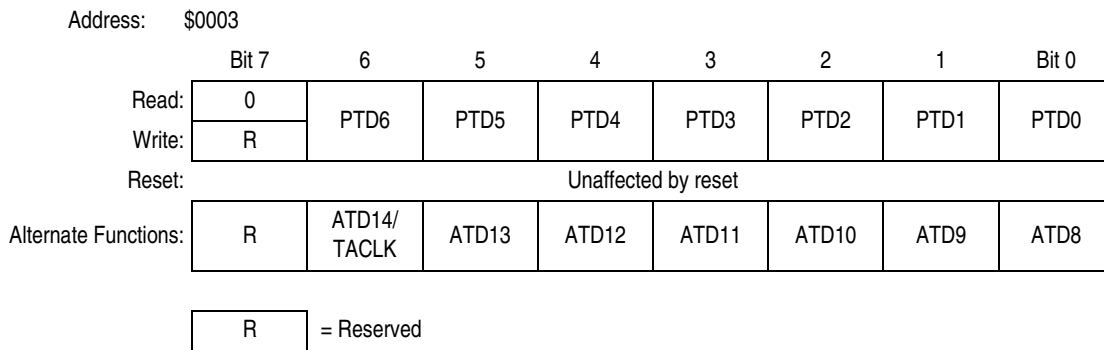 Address: $0003
Bit 7 6 5 4 3 2 1 Bit 0
Read: 0
PTD6 PTD5 PTD4 PTD3 PTD2 PTD1 PTD0
Write: R
Reset: Unaffected by reset
Alternate Functions: R ATD14/ TACLK ATD13 ATD12 ATD11 ATD10 ATD9 ATD8
R = Reserved